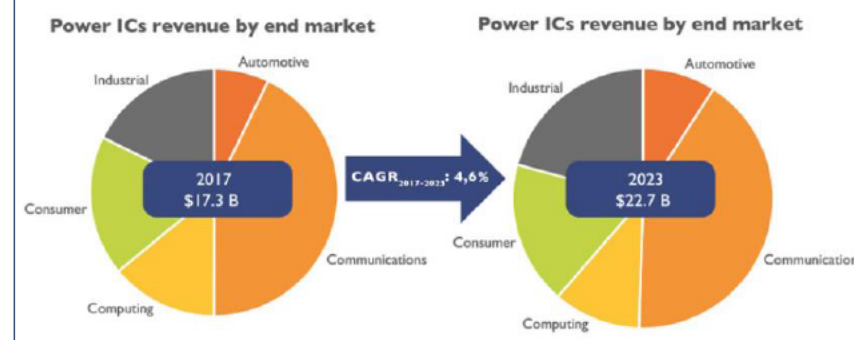 Power ICs revenue by end market
Automotive
Industrial
2017
$17.3 B
Consumer
Communications
Computing
CAGR2017-2023: 4,6%
Power ICs revenue by end market
Automotive
Industrial
2023
$22.7 B
Consumer
Communication
Computing